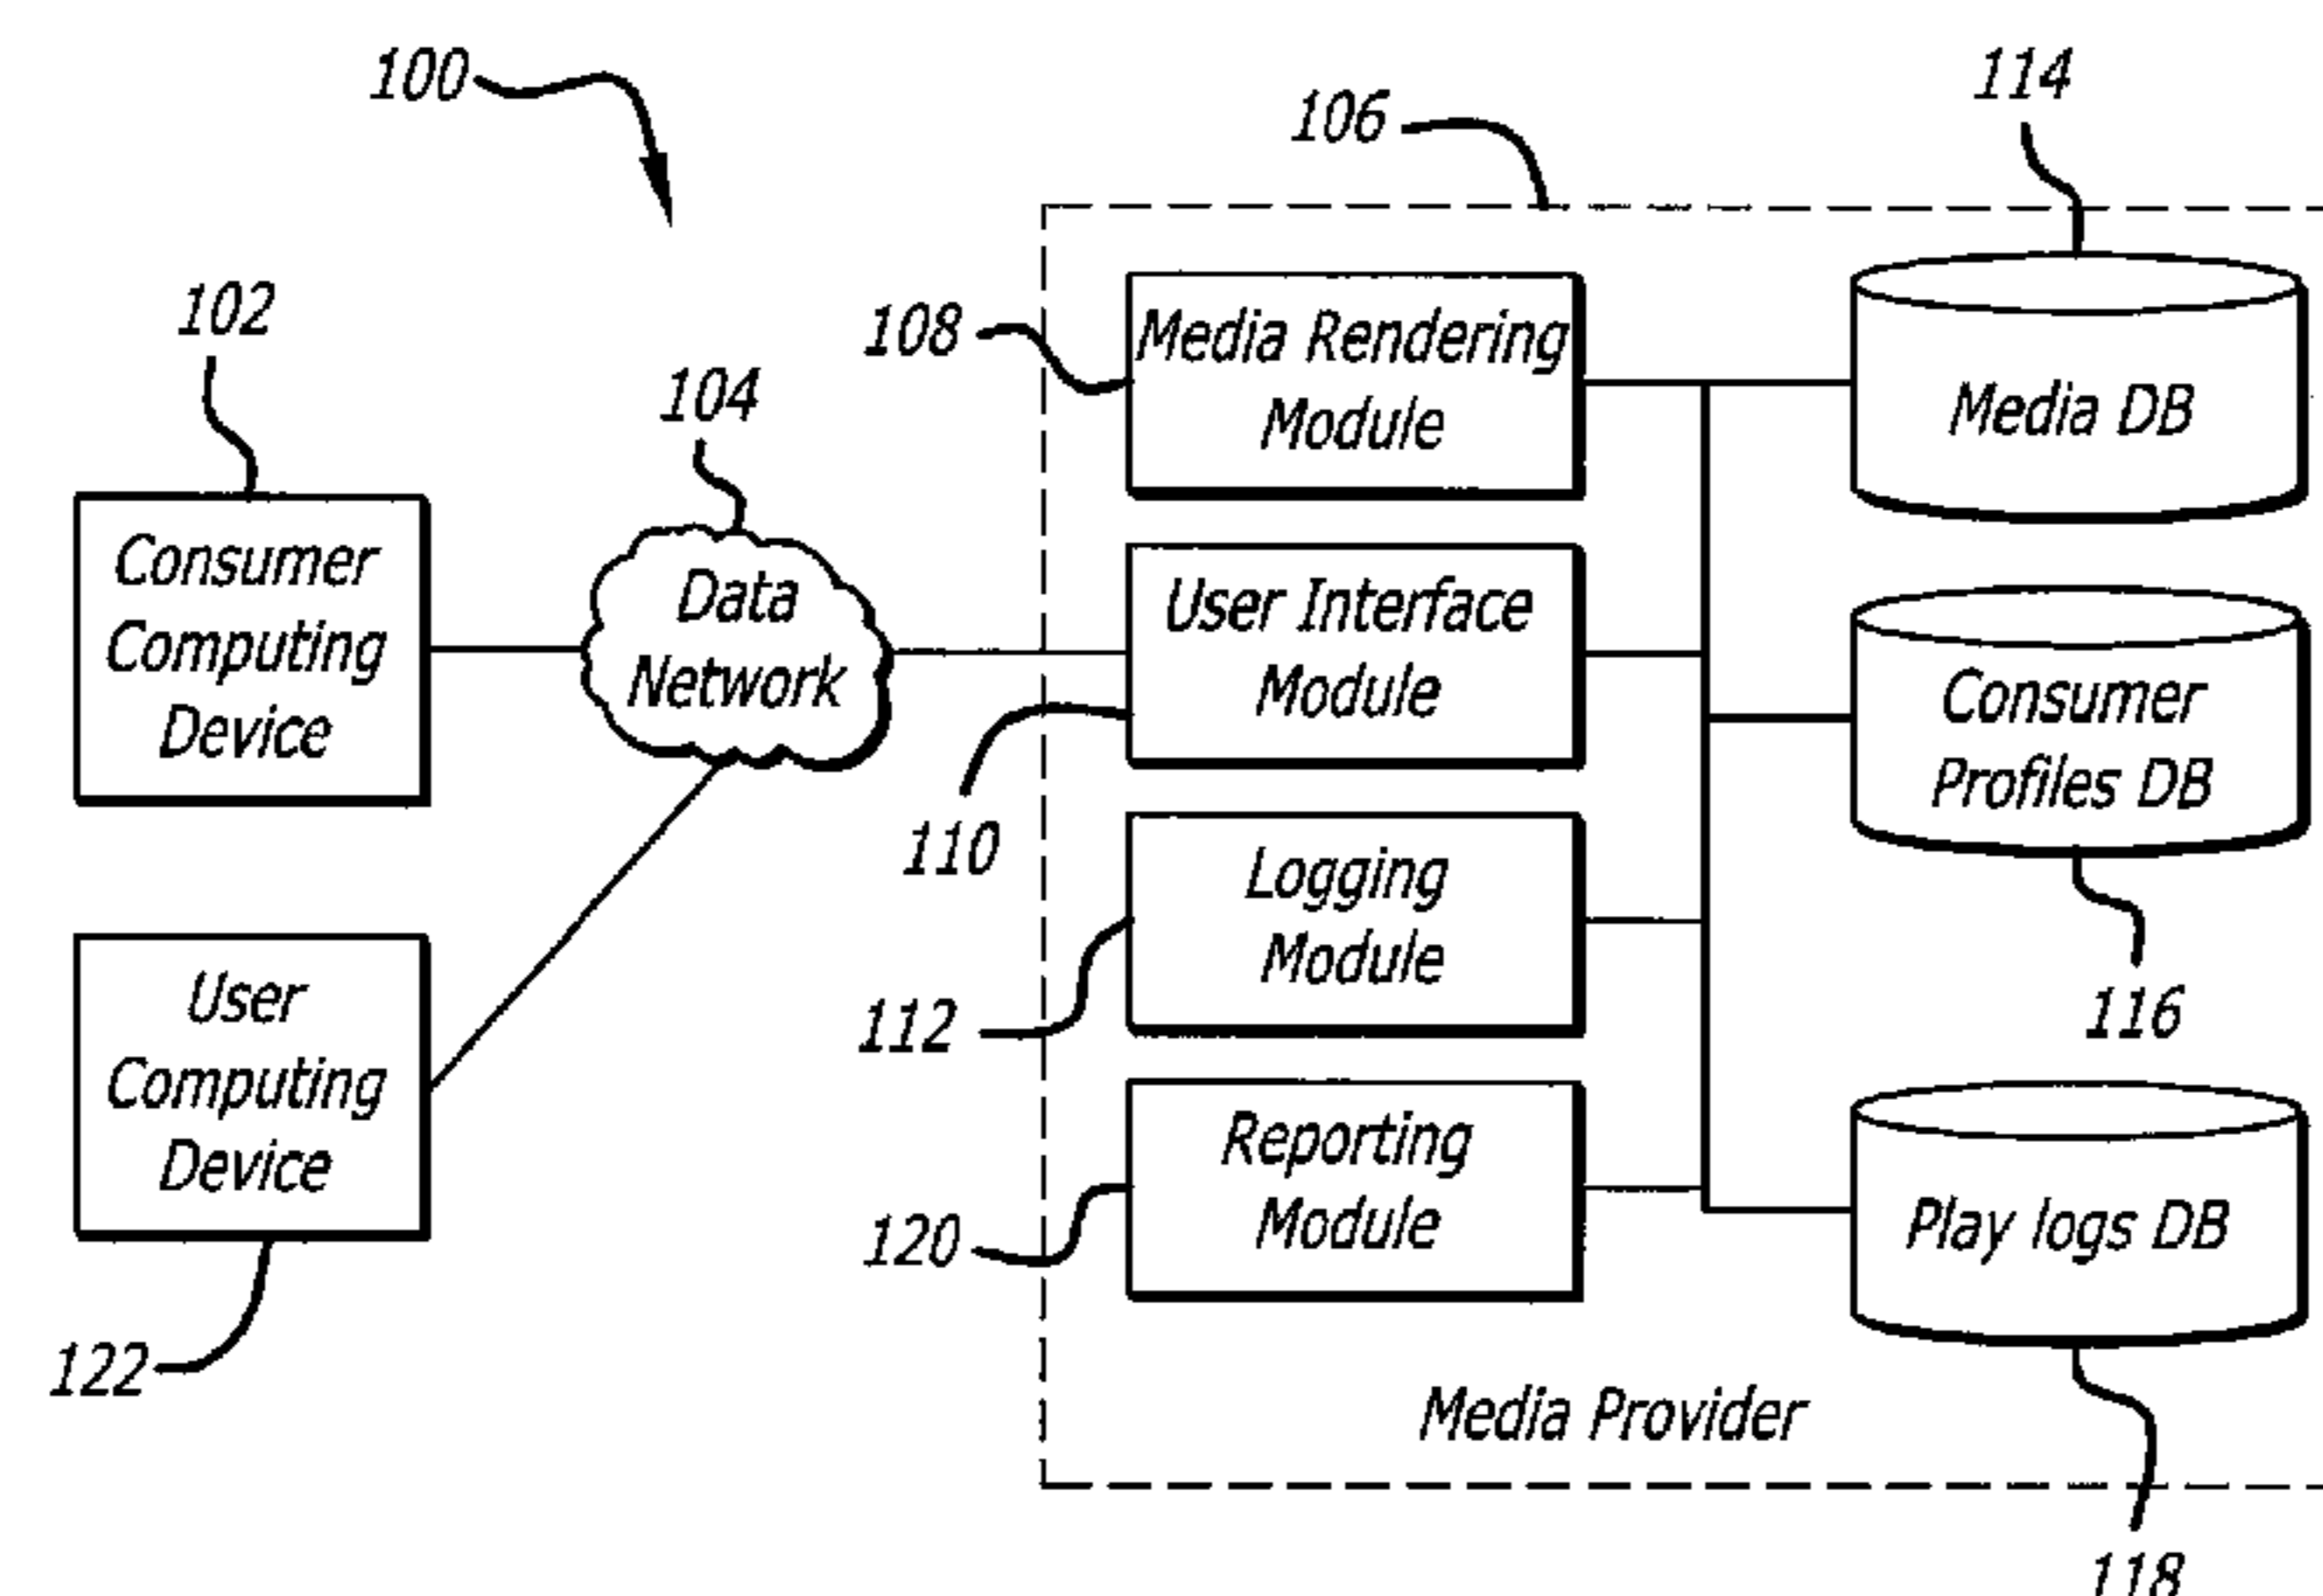 100
106
114
102
108
Media Rendering
Module
104
Media DB
Consumer
Computing
Device
Data
Network
User Interface
Module
Consumer
Profiles DB
110
Logging
Module
User
Computing
Device
112
116
Reporting
Module
120
Play logs DB
122
Media Provider
118